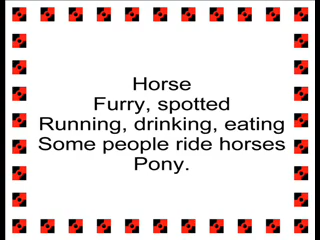 Horse
Furry, spotted
Running, drinking, eating
Some people ride horses
Pony.